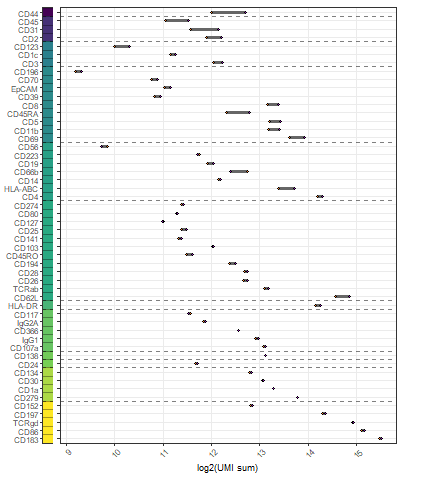 CD44
CD45
CD31
CD2
CD123
CD1c
CD3
CD196
CD70
EpCAM
CD39
CD8
CD45RA
CD5
CD11b
CD69
CD56
CD223
CD19
CD66b
CD14
HLA-ABC
CD4
CD274
CD80
CD127
CD25
CD141
CD103
CD45RO
CD194
CD28
CD26
TCRab
CD62L
HLA-DR
CD117
IgG2A
CD366
IgG1
CD107a
CD138
CD24
CD134
CD30
CD1a
CD279
CD152
CD197
TCRgd
CD86
CD183
9 10 11 12 13 14 15
log2(UMI sum)